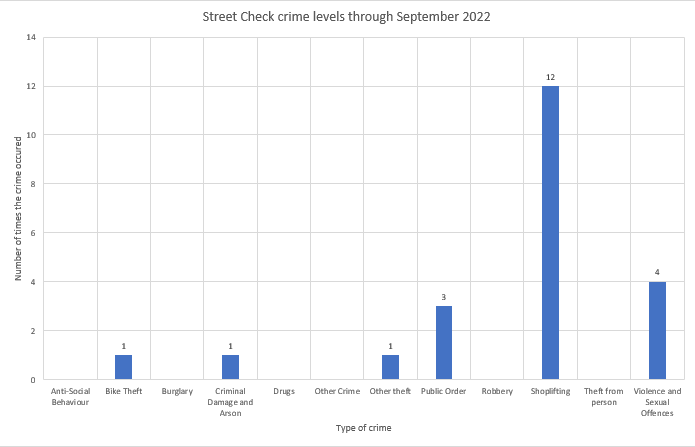 Street Check crime levels through September 2022
Number of times the crime occured
14
12
10
8
6
4
2
0
1
1
1
3
12
4
Anti-Social
Behaviour
Bike Theft
Burglary
Criminal
Damage and
Arson
Drugs
Other Crime
Other theft
Public Order
Robbery
Shoplifting
Theft from
person
Violence and
Sexual
Offences
Type of crime